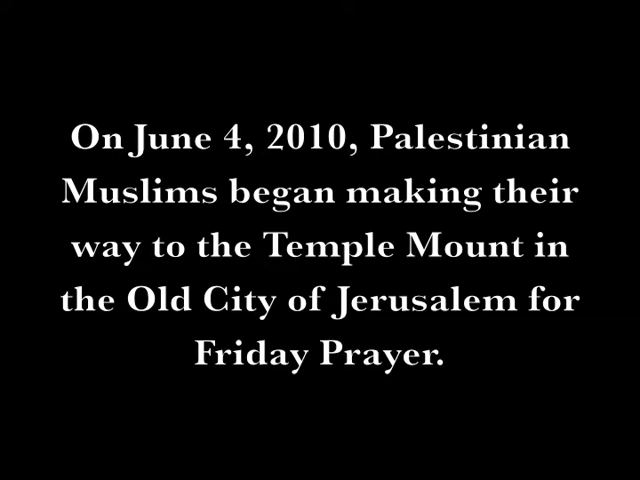 On June 4, 2010, Palestinian
Muslims began making their
way to the Temple Mount in
the Old City of Jerusalem for
Friday Prayer.